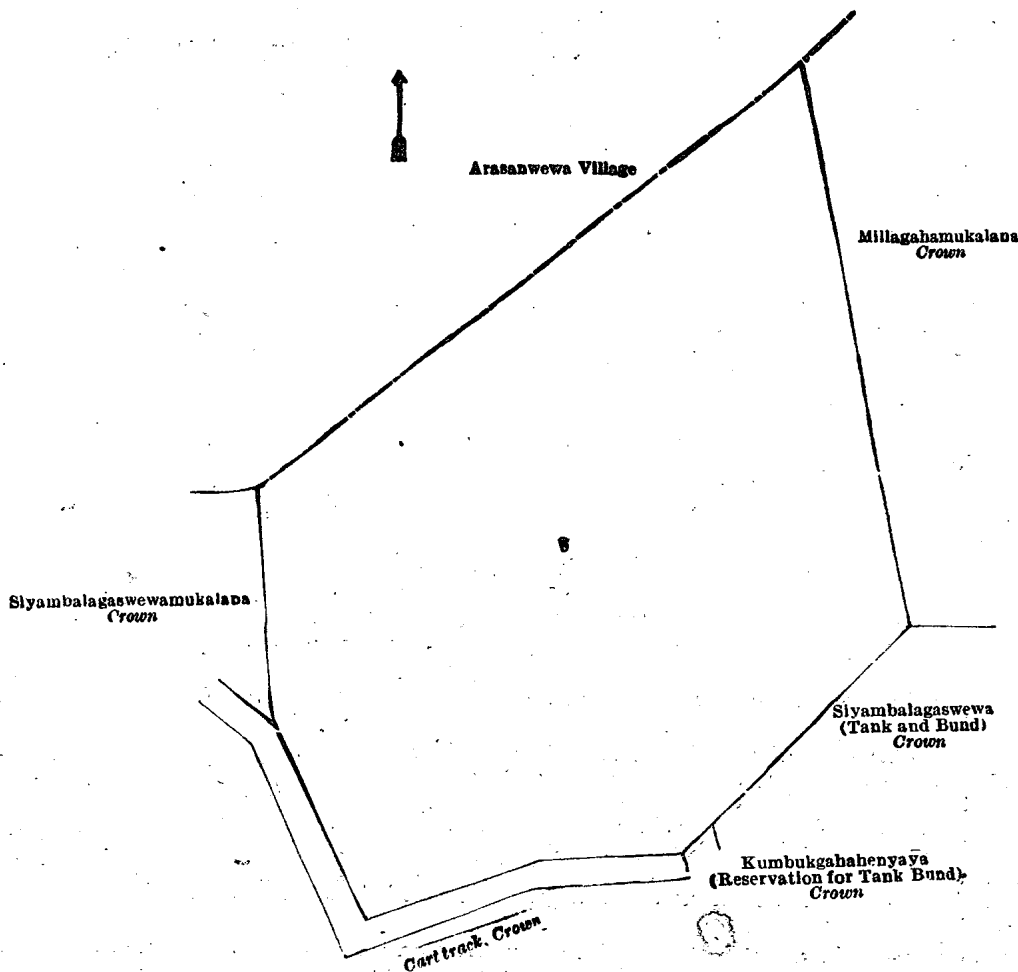 Arasanwewa Village
Millagahamukalana
Crown
Siyambalagaswewamukalana
Crown
Siyambalagaswewa
(Tank and Bund)
Crown
Kumbukgahahenyaya
(Reservation for Tank Bund).
Crown
Cart track, Crown